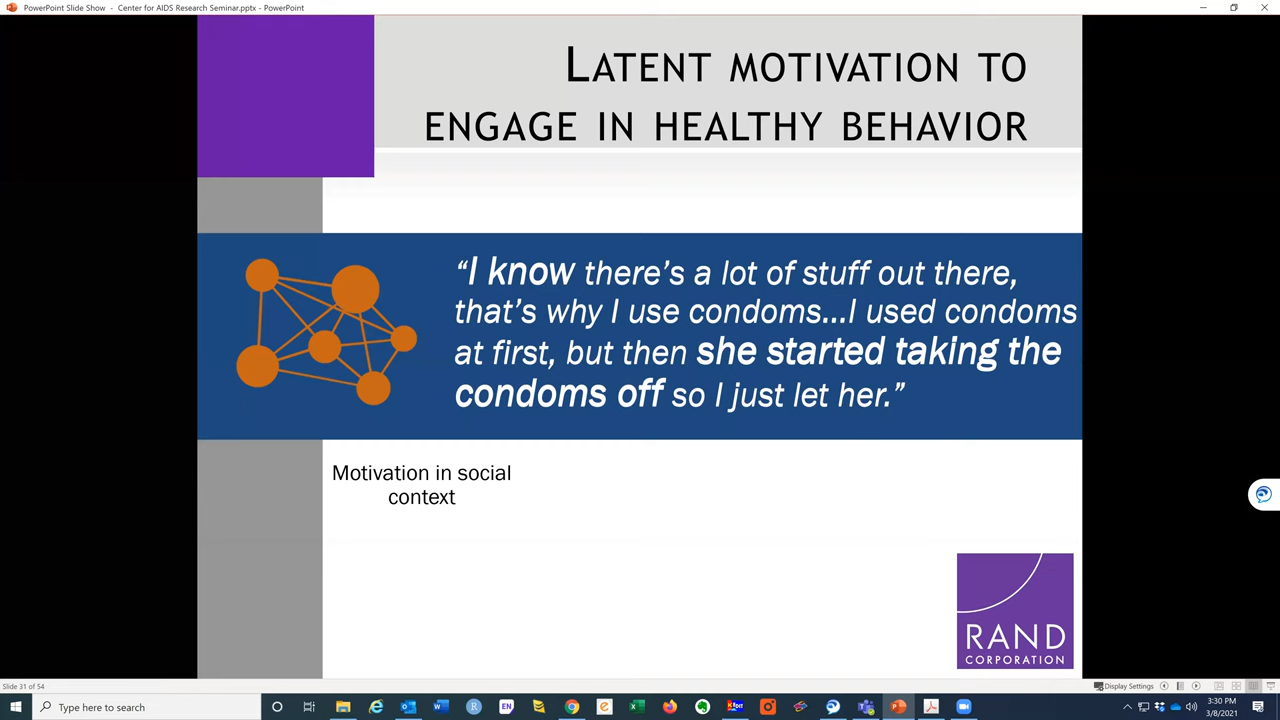 PowerPoint Slide Show - Center for AIDS Research Seminar.pptx - PowerPoint
LATENT MOTIVATION TO
ENGAGE IN HEALTHY BEHAVIOR
“I know there’s a lot of stuff out there,
that’s why I use condoms...I used condoms
at first, but then she started taking the
condoms off so I just let her.”
Motivation in social
context
RAND
CORPORATION
Slide 31 of 54
Display Settings
Type here to search
EN
3:30 PM
3/8/2021